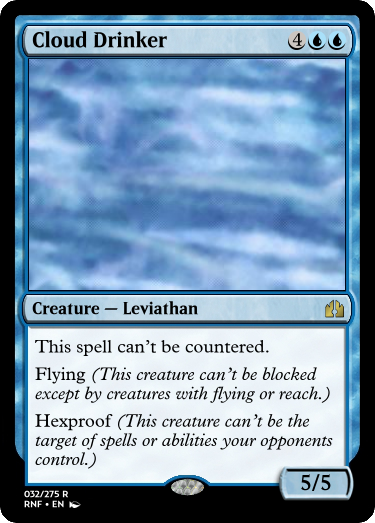 Cloud Drinker 4
Creature — Leviathan
This spell can't be countered.
Flying (This creature can't be blocked
except by creatures with flying or reach.)
Hexproof (This creature can't be the
target of spells or abilities your opponents
control.)
5/5
032/275 R
RNF • EN